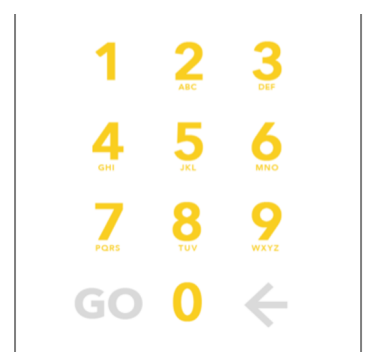 1 2 3
ABC DEF
4 5 6
GHI JKL MNO
7 8 9
PQRS TUV WXYZ
GO 0